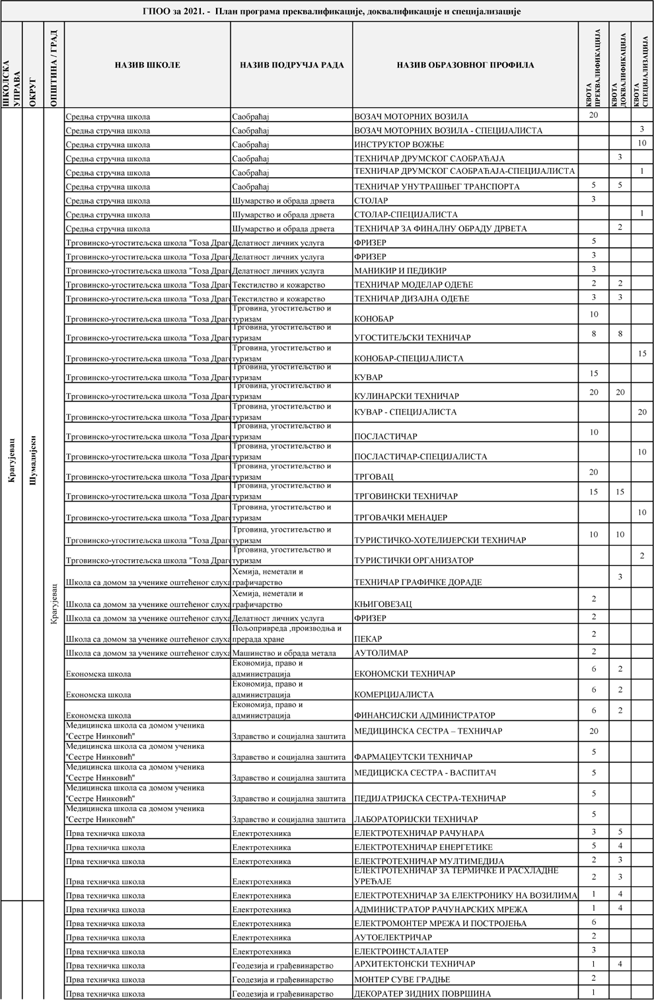 ГПОО за 2021. - План програма преквалификације, доквалификације и специјализације
ШКОЛСКА УПРАВА
ОКРУГ
ОПШТИНА / ГРАД
НАЗИВ ШКОЛЕ
НАЗИВ ПОДРУЧЈА РАДА
НАЗИВ ОБРАЗОВНОГ ПРОФИЛА
КВОТА ПРЕКВАЛИФИКАЦИЈА
КВОТА ДОКВАЛИФИКАЦИЈА
КВОТА СПЕЦИЈАЛИЗАЦИЈА
Крагујевац
Шумадијски
Крагујевац
Средња стручна школа Саобраћај ВОЗАЧ МОТОРНИХ ВОЗИЛА 20
Средња стручна школа Саобраћај ВОЗАЧ МОТОРНИХ ВОЗИЛА - СПЕЦИЈАЛИСТА 3
Средња стручна школа Саобраћај ИНСТРУКТОР ВОЖЊЕ 10
Средња стручна школа Саобраћај ТЕХНИЧАР ДРУМСКОГ САОБРАЋАЈА 3
Средња стручна школа Саобраћај ТЕХНИЧАР ДРУМСКОГ САОБРАЋАЈА-СПЕЦИЈАЛИСТА 1
Средња стручна школа Саобраћај ТЕХНИЧАР УНУТРАШЊЕГ ТРАНСПОРТА 5 5
Средња стручна школа Шумарство и обрада дрвета СТОЛАР 3
Средња стручна школа Шумарство и обрада дрвета СТОЛАР-СПЕЦИЈАЛИСТА 1
Средња стручна школа Шумарство и обрада дрвета ТЕХНИЧАР ЗА ФИНАЛНУ ОБРАДУ ДРВЕТА 2
Трговинско-угоститељска школа "Тоза Драг Делатност личних услуга ФРИЗЕР 5
Трговинско-угоститељска школа "Тоза Драг Делатност личних услуга ФРИЗЕР 3
Трговинско-угоститељска школа "Тоза Драг Делатност личних услуга МАНИКИР И ПЕДИКИР 3
Трговинско-угоститељска школа "Тоза Драг Текстилство и кожарство ТЕХНИЧАР МОДЕЛАР ОДЕЋЕ 2 2
Трговинско-угоститељска школа "Тоза Драг Текстилство и кожарство ТЕХНИЧАР ДИЗАЈНА ОДЕЋЕ 3 3
Трговина, угоститељство и
Трговинско-угоститељска школа "Тоза Драг туризам КОНОБАР 10
Трговина, угоститељство и
Трговинско-угоститељска школа "Тоза Драг туризам УГОСТИТЕЉСКИ ТЕХНИЧАР 8 8
Трговина, угоститељство и
Трговинско-угоститељска школа "Тоза Драг туризам КОНОБАР-СПЕЦИЈАЛИСТА 15
Трговина, угоститељство и
Трговинско-угоститељска школа "Тоза Драг туризам КУВАР 15
Трговина, угоститељство и
Трговинско-угоститељска школа "Тоза Драг туризам КУЛИНАРСКИ ТЕХНИЧАР 20 20
Трговина, угоститељство и
Трговинско-угоститељска школа "Тоза Драг туризам КУВАР - СПЕЦИЈАЛИСТА 20
Трговина, угоститељство и
Трговинско-угоститељска школа "Тоза Драг туризам ПОСЛАСТИЧАР 10
Трговина, угоститељство и
Трговинско-угоститељска школа "Тоза Драг туризам ПОСЛАСТИЧАР-СПЕЦИЈАЛИСТА 10
Трговина, угоститељство и
Трговинско-угоститељска школа "Тоза Драг туризам ТРГОВАЦ 20
Трговина, угоститељство и
Трговинско-угоститељска школа "Тоза Драг туризам ТРГОВИНСКИ ТЕХНИЧАР 15 15
Трговина, угоститељство и
Трговинско-угоститељска школа "Тоза Драг туризам ТРГОВАЧКИ МЕНАЏЕР 10
Трговина, угоститељство и
Трговинско-угоститељска школа "Тоза Драг туризам ТУРИСТИЧКО-ХОТЕЛИЈЕРСКИ ТЕХНИЧАР 10 10
Трговина, угоститељство и
Трговинско-угоститељска школа "Тоза Драг туризам ТУРИСТИЧКИ ОРГАНИЗАТОР 2
Хемија, неметали и
Школа са домом за ученике оштећеног слуха графичарство ТЕХНИЧАР ГРАФИЧКЕ ДОРАДЕ 3
Хемија, неметали и
Школа са домом за ученике оштећеног слуха графичарство КЊИГОВЕЗАЦ 2
Школа са домом за ученике оштећеног слуха Делатност личних услуга ФРИЗЕР 2
Пољопривреда ,производња и
Школа са домом за ученике оштећеног слуха прерада хране ПЕКАР 2
Школа са домом за ученике оштећеног слуха Машинство и обрада метала АУТОЛИМАР 2
Економија, право и
Економска школа администрација ЕКОНОМСКИ ТЕХНИЧАР 6 2
Економија, право и
Економска школа администрација КОМЕРЦИЈАЛИСТА 6 2
Економија, право и
Економска школа администрација ФИНАНСИЈСКИ АДМИНИСТРАТОР 6 2
Медицинска школа са домом ученика
"Сестре Нинковић" Здравство и социјална заштита МЕДИЦИНСКА СЕСТРА – ТЕХНИЧАР 20
Медицинска школа са домом ученика
"Сестре Нинковић" Здравство и социјална заштита ФАРМАЦЕУТСКИ ТЕХНИЧАР 5
Медицинска школа са домом ученика
"Сестре Нинковић" Здравство и социјална заштита МЕДИЦИСКА СЕСТРА - ВАСПИТАЧ 5
Медицинска школа са домом ученика
"Сестре Нинковић" Здравство и социјална заштита ПЕДИЈАТРИЈСКА СЕСТРА-ТЕХНИЧАР 5
Медицинска школа са домом ученика
"Сестре Нинковић" Здравство и социјална заштита ЛАБОРАТОРИЈСКИ ТЕХНИЧАР 5
Прва техничка школа Електротехника ЕЛЕКТРОТЕХНИЧАР РАЧУНАРА 3 5
Прва техничка школа Електротехника ЕЛЕКТРОТЕХНИЧАР ЕНЕРГЕТИКЕ 5 4
Прва техничка школа Електротехника ЕЛЕКТРОТЕХНИЧАР МУЛТИМЕДИЈА 2 3
ЕЛЕКТРОТЕХНИЧАР ЗА ТЕРМИЧКЕ И РАСХЛАДНЕ
Прва техничка школа Електротехника УРЕЂАЈЕ 2 3
Прва техничка школа Електротехника ЕЛЕКТРОТЕХНИЧАР ЗА ЕЛЕКТРОНИКУ НА ВОЗИЛИМА 1 4
Прва техничка школа Електротехника АДМИНИСТРАТОР РАЧУНАРСКИХ МРЕЖА 1 4
Прва техничка школа Електротехника ЕЛЕКТРОМОНТЕР МРЕЖА И ПОСТРОЈЕЊА 6
Прва техничка школа Електротехника АУТОЕЛЕКТРИЧАР 2
Прва техничка школа Електротехника ЕЛЕКТРОИНСТАЛАТЕР 3
Прва техничка школа Геодезија и грађевинарство АРХИТЕКТОНСКИ ТЕХНИЧАР 1 4
Прва техничка школа Геодезија и грађевинарство МОНТЕР СУВЕ ГРАДЊЕ 2
Прва техничка школа Геодезија и грађевинарство ДЕКОРАТЕР ЗИДНИХ ПОВРШИНА 1